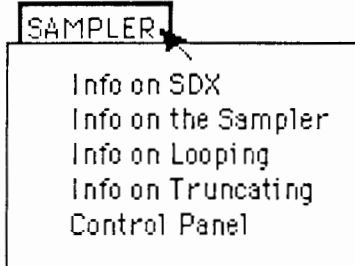 SAMPLER
Info on SDX
Info on the Sampler
Info on Looping
Info on Truncating
Control Panel